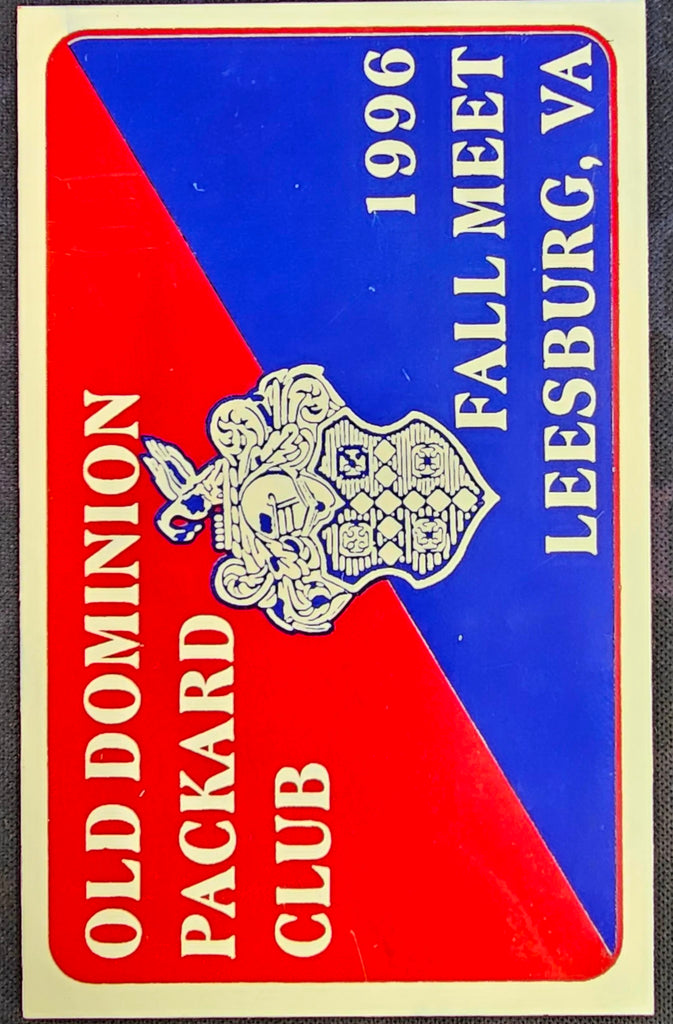 OLD DOMINION
PACKARD
CLUB
1996
FALL MEET
LEESBURG, VA